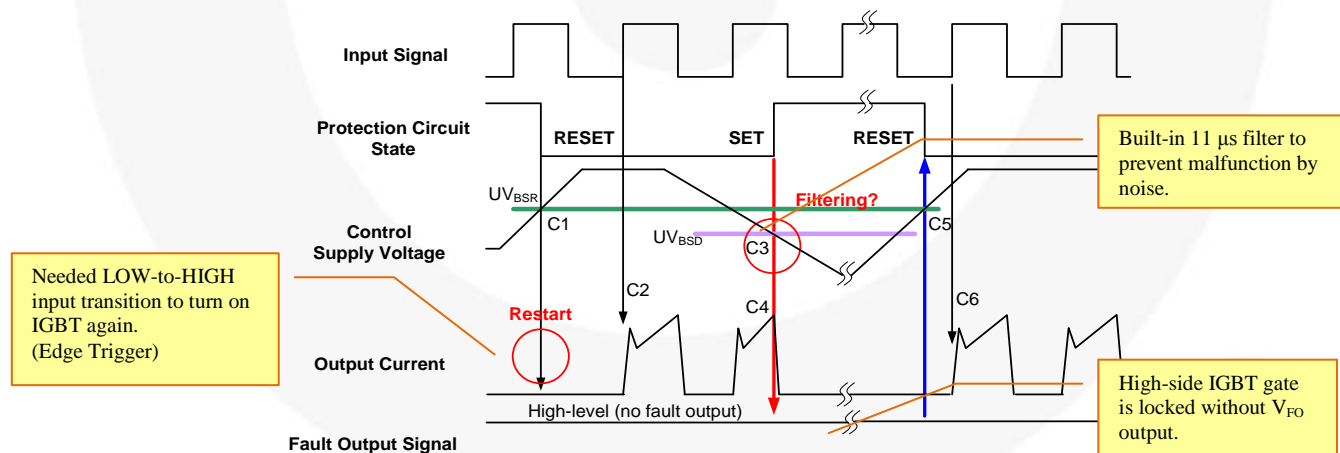 Input Signal
Protection Circuit
State
RESET
SET
RESET
Built-in 11 μs filter to
prevent malfunction by
noise.
UVBSR
Filtering?
C1
C5
Control
Supply Voltage
UVBSD
C3
Needed LOW-to-HIGH
input transition to turn on
IGBT again.
(Edge Trigger)
C2
C4
C6
Restart
Output Current
High-level (no fault output)
High-side IGBT gate
is locked without VFO
output.
Fault Output Signal